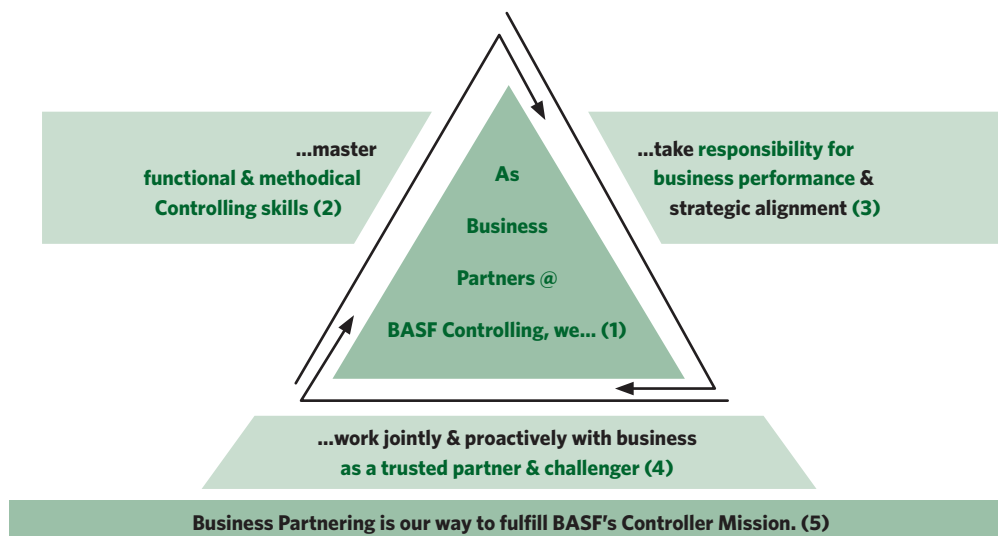 As
Business
Partners @
BASF Controlling, we... (1)
...master
functional & methodical
Controlling skills (2)
...take responsibility for
business performance &
strategic alignment (3)
...work jointly & proactively with business
as a trusted partner & challenger (4)
Business Partnering is our way to fulfill BASF's Controller Mission. (5)